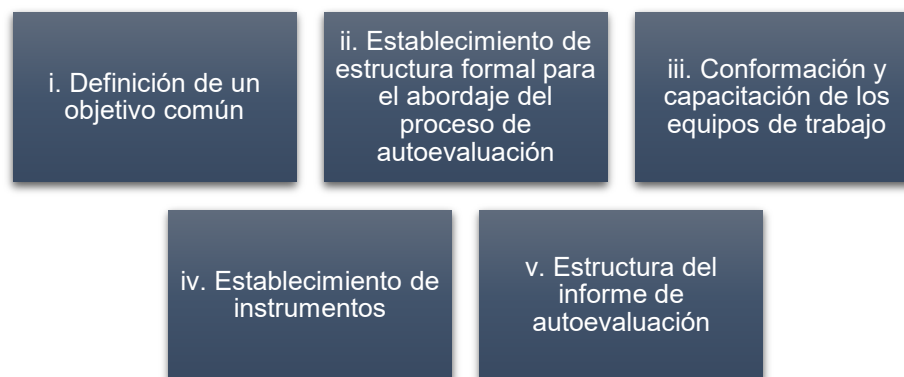 i. Definición de un
objetivo común
ii. Establecimiento de
estructura formal para
el abordaje del
proceso de
autoevaluación
iii. Conformación y
capacitación de los
equipos de trabajo
iv. Establecimiento de
instrumentos
v. Estructura del
informe de
autoevaluación